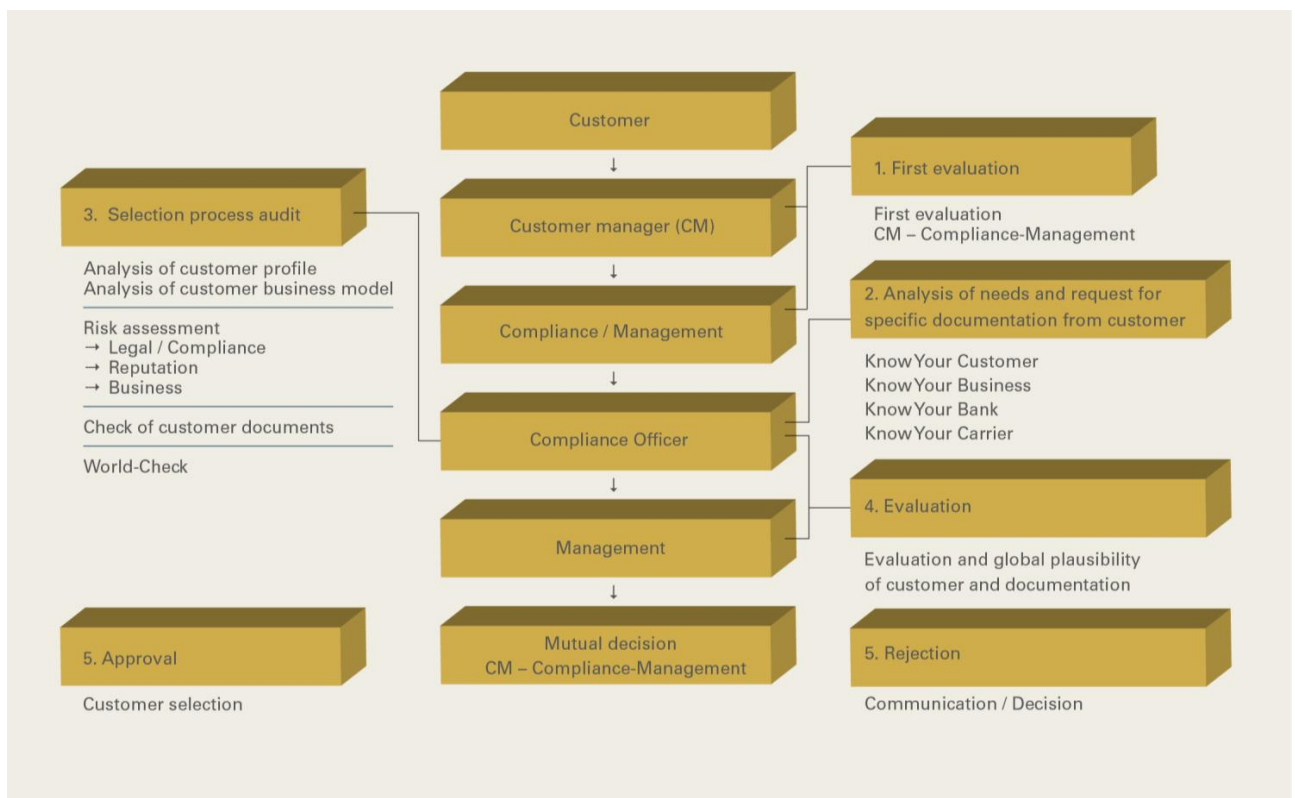 Customer
↓
Customer manager (CM)
↓
Compliance / Management
↓
Compliance Officer
↓
Management
↓
Mutual decision
CM – Compliance-Management
1. First evaluation
First evaluation
CM – Compliance-Management
2. Analysis of needs and request for
specific documentation from customer
Know Your Customer
Know Your Business
Know Your Bank
Know Your Carrier
3. Selection process audit
Analysis of customer profile
Analysis of customer business model
Risk assessment
→ Legal / Compliance
→ Reputation
→ Business
Check of customer documents
World-Check
4. Evaluation
Evaluation and global plausibility
of customer and documentation
5. Approval
Customer selection
5. Rejection
Communication / Decision